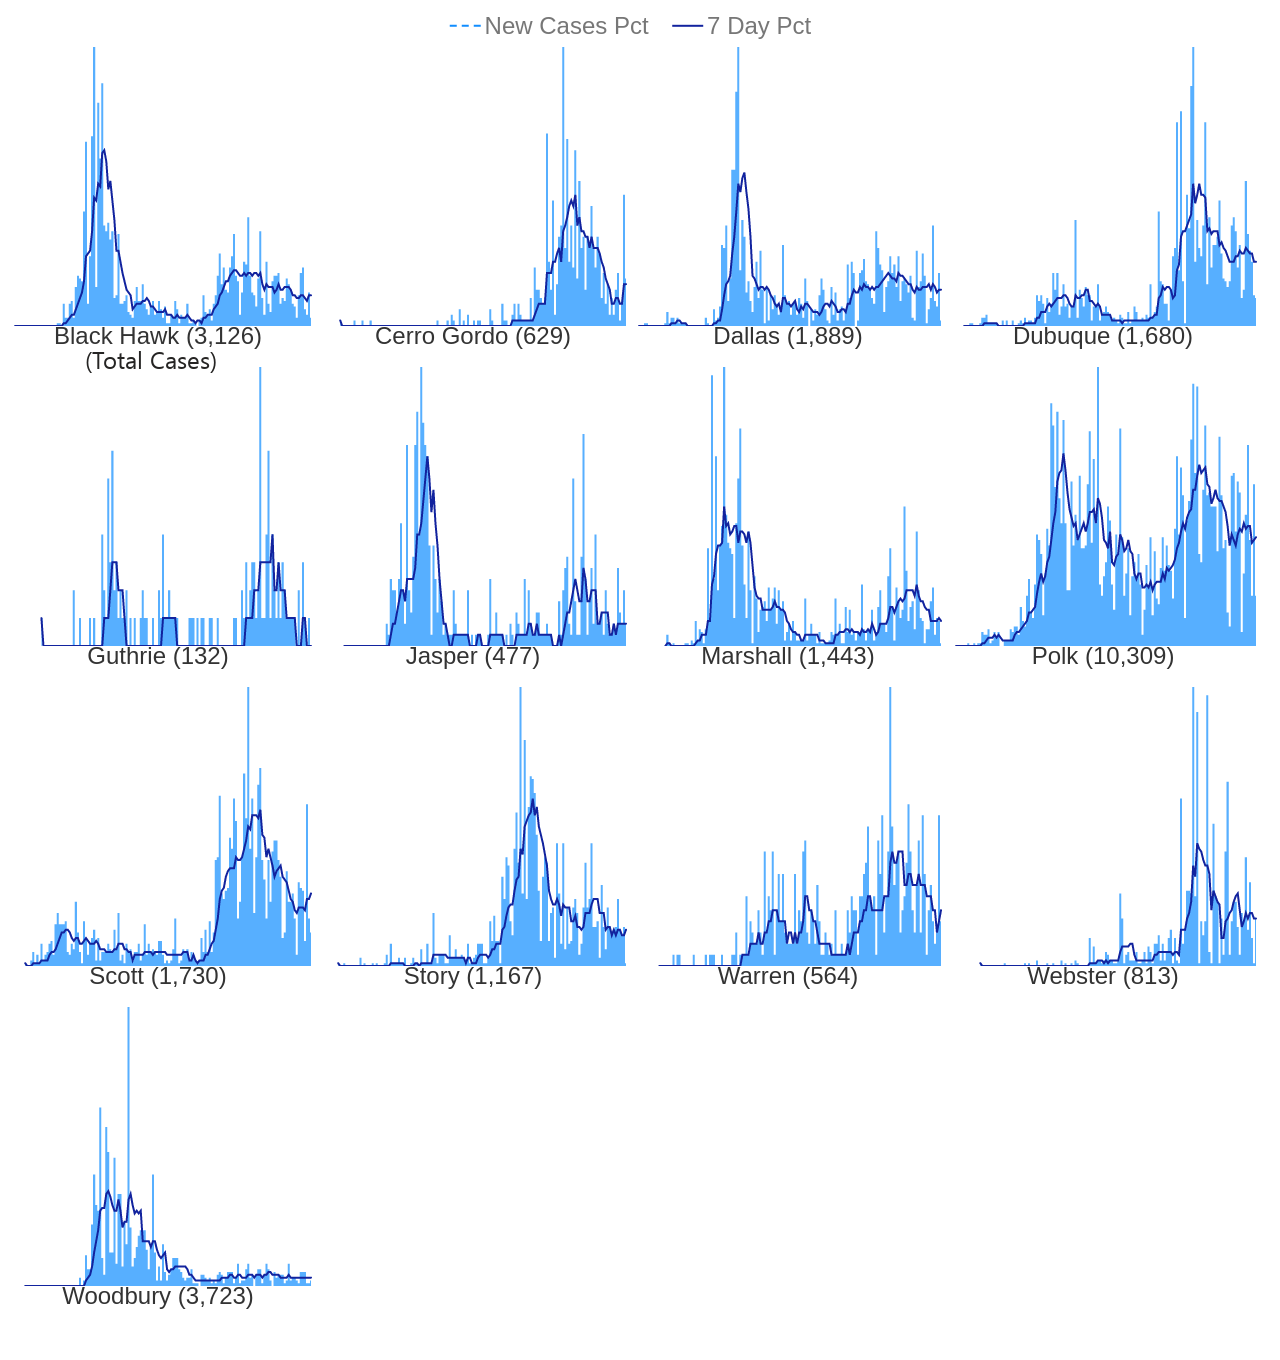 New Cases Pct 7 Day Pct
Black Hawk (3,126) Cerro Gordo (629) Dallas (1,889) Dubuque (1,680)
(Total Cases)
Guthrie (132) Jasper (477) Marshall (1,443) Polk (10,309)
Scott (1,730) Story (1,167) Warren (564) Webster (813)
Woodbury (3,723)